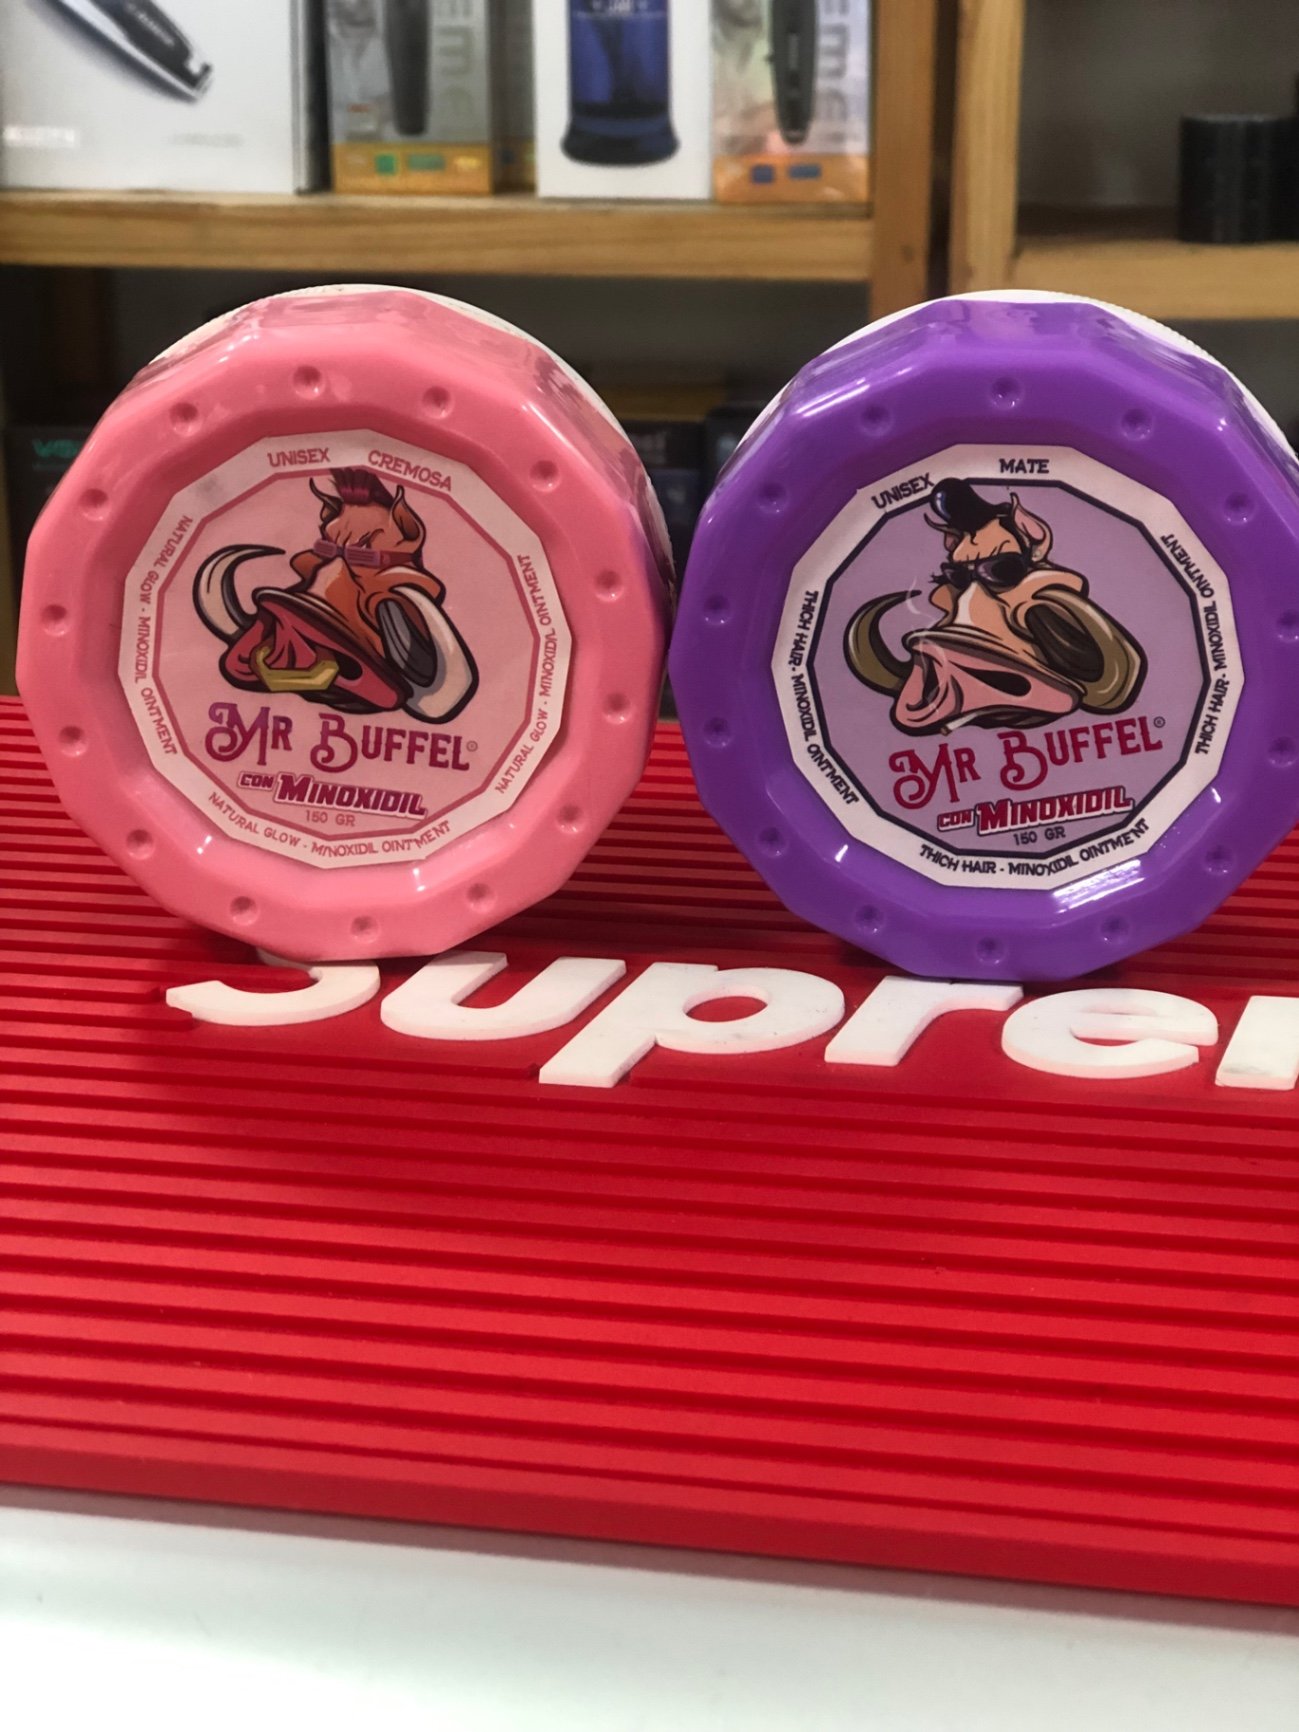 UNISEX CREMOSA
NATURAL GLOW - MINOXIDIL OINTMENT
NATURAL GLOW - MINOXIDIL OINTMENT
MR BUFFEL®
CON MINOXIDIL
150 GR
NATURAL GLOW - MINOXIDIL OINTMENT
UNISEX MATE
THICH HAIR - MINOXIDIL OINTMENT
THICH HAIR - MINOXIDIL OINTMENT
MR BUFFEL®
CON MINOXIDIL
150 GR
THICH HAIR - MINOXIDIL OINTMENT
Supre